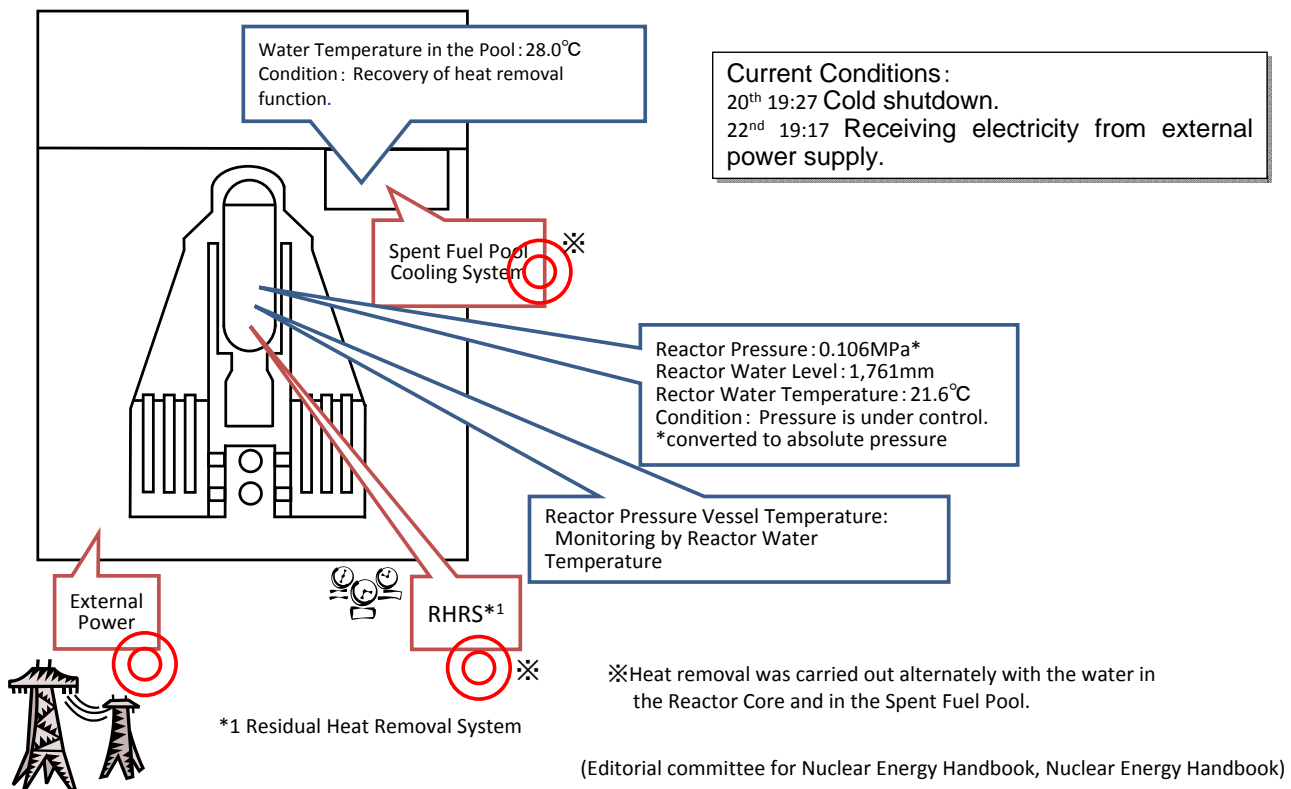 Water Temperature in the Pool：28.0℃
Condition： Recovery of heat removal
function.
Current Conditions：
20th 19:27 Cold shutdown.
22nd 19:17 Receiving electricity from external
power supply.
Spent Fuel Pool
Cooling System
※
Reactor Pressure：0.106MPa*
Reactor Water Level：1,761mm
Rector Water Temperature：21.6℃
Condition： Pressure is under control.
*converted to absolute pressure
Reactor Pressure Vessel Temperature:
Monitoring by Reactor Water
Temperature
External
Power
RHRS*1
※
※Heat removal was carried out alternately with the water in
the Reactor Core and in the Spent Fuel Pool.
*1 Residual Heat Removal System
(Editorial committee for Nuclear Energy Handbook, Nuclear Energy Handbook)